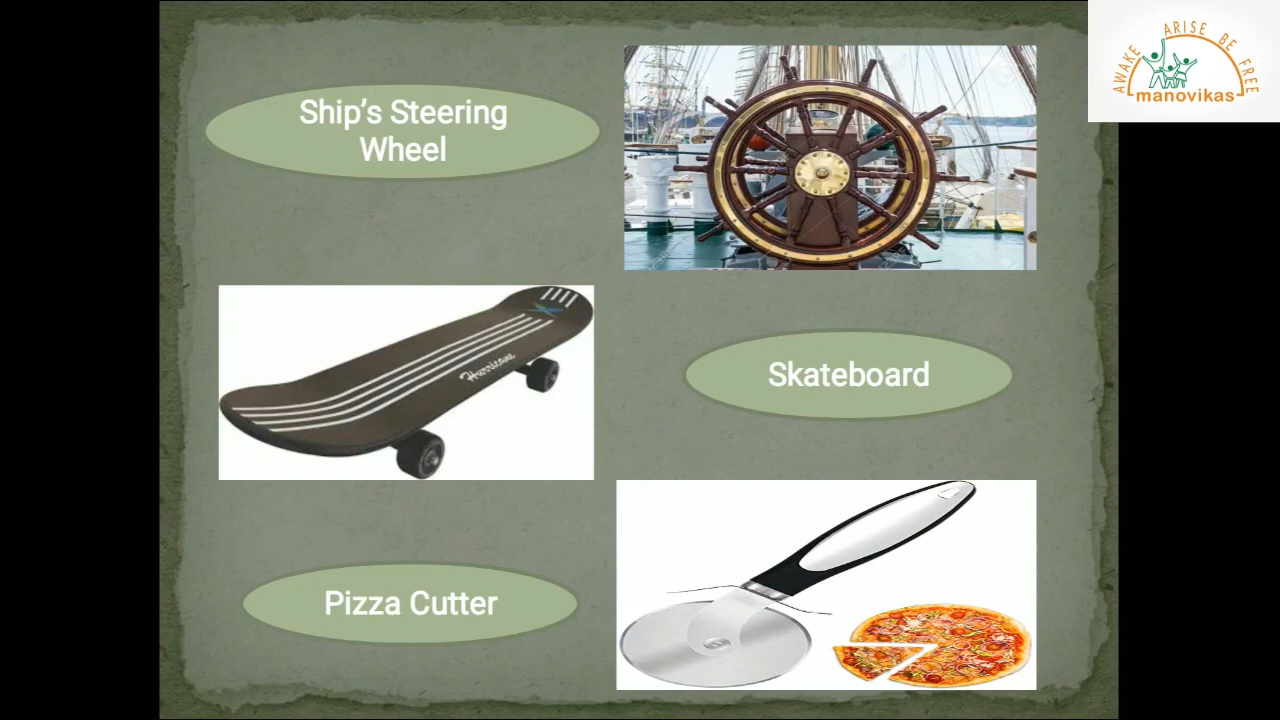 AWAKE ARISE BE FREE
manovikas
Ship's Steering
Wheel
Hurricane
Skateboard
Pizza Cutter